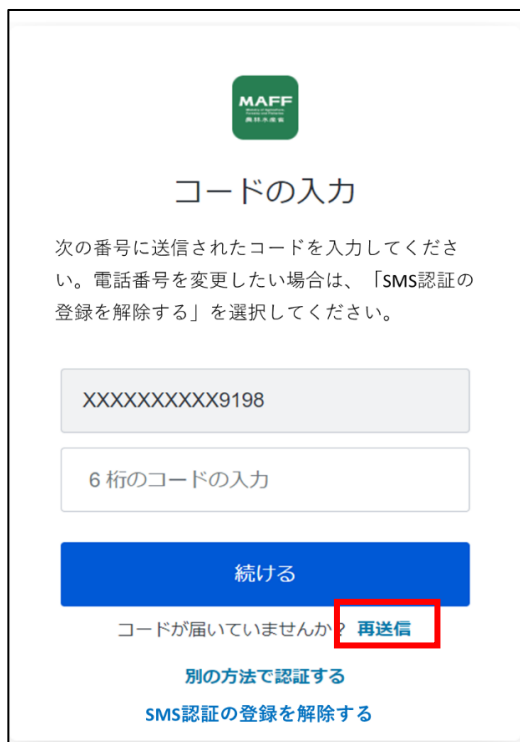 MAFF
農林水産省
コードの入力
次の番号に送信されたコードを入力してくださ
い。電話番号を変更したい場合は、「SMS認証の
登録を解除する」を選択してください。
XXXXXXXXXX9198
6 桁のコードの入力
続ける
コードが届いていませんか? 再送信
別の方法で認証する
SMS認証の登録を解除する